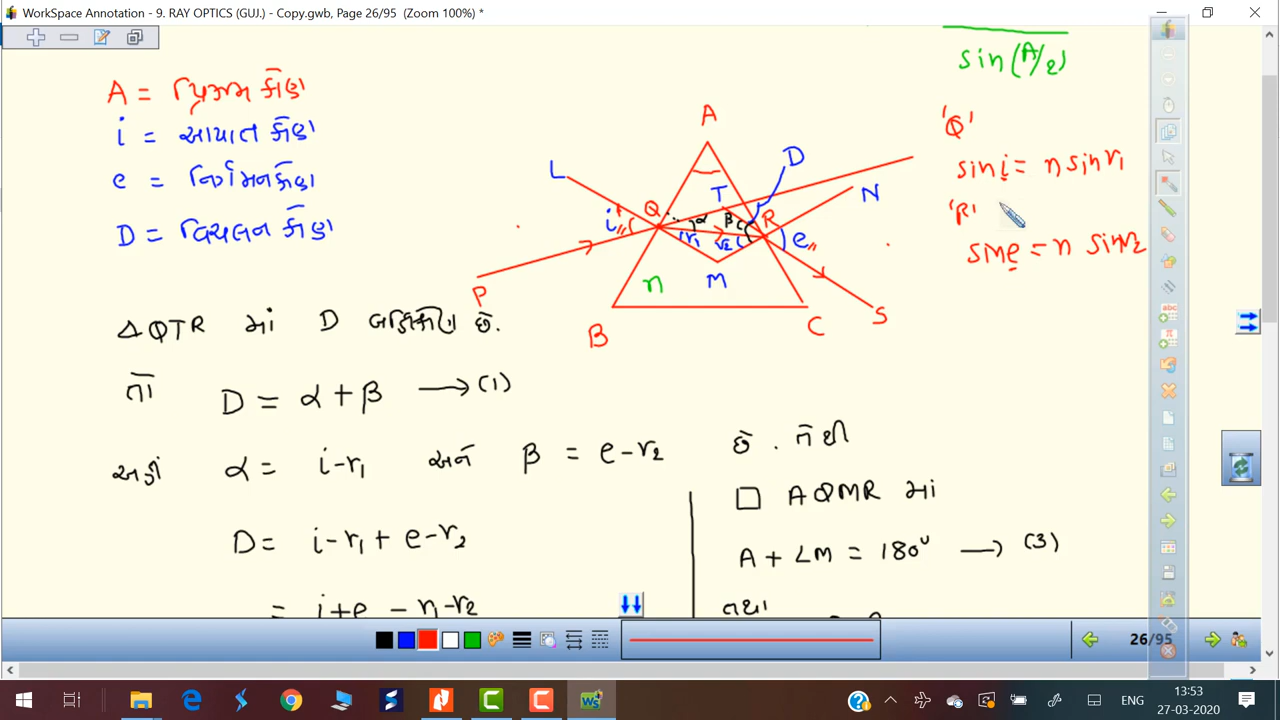 WorkSpace Annotation - 9. RAY OPTICS (GUJ.) - Copy.gwb, Page 26/95 (Zoom 100%) *
sin(A/2)
A = પ્રિઝમ કોણ
i = આપાત કોણ
e = નિર્ગમન કોણ
D = વિચલન કોણ
A
L
T
D
N
Q
R
i
α
β
r₁
r₂
e
P
n
M
B
C
S
'Q'
sin i = n sin r₁
'R'
sin e = n sin r₂
△QTR માં D બહિષ્કોણ છે.
તો D = α + β ⟶ (1)
અહીં α = i-r₁ અને β = e-r₂ છે. તેથી
D = i-r₁ + e-r₂
= i+e - r₁-r₂
□ AQMR માં
A + ∠M = 180° ⟶ (3)
તથા
26/95
abc
ENG
13:53
27-03-2020